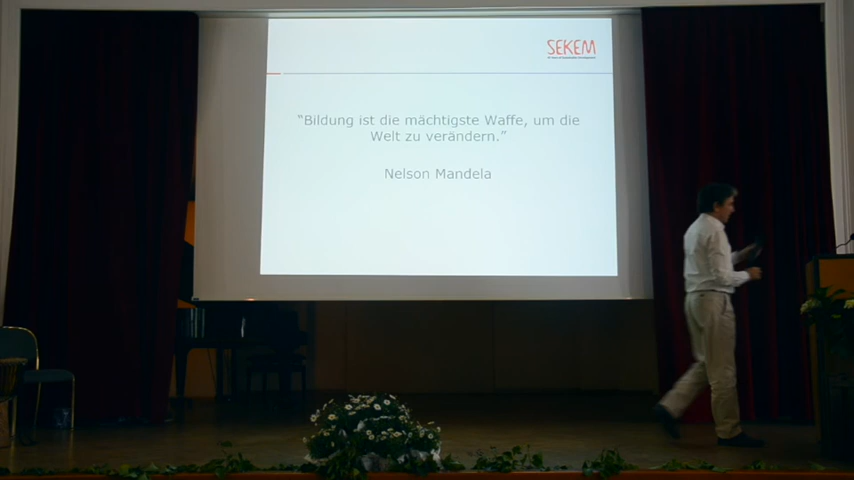 SEKEM
“Bildung ist die mächtigste Waffe, um die
Welt zu verändern.”
Nelson Mandela